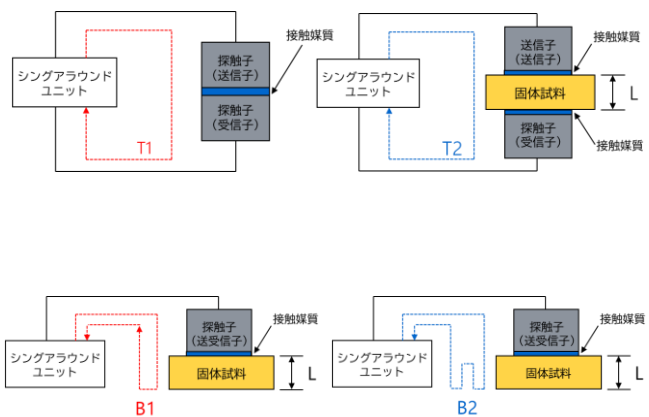 接触媒質
探触子
(送信子)
シングアラウンド
ユニット
探触子
(受信子)
T1
送信子
(送信子)
接触媒質
シングアラウンド
ユニット
固体試料
L
探触子
(受信子)
接触媒質
T2
探触子
(送受信子)
接触媒質
シングアラウンド
ユニット
固体試料
L
B1
探触子
(送受信子)
接触媒質
シングアラウンド
ユニット
固体試料
L
B2